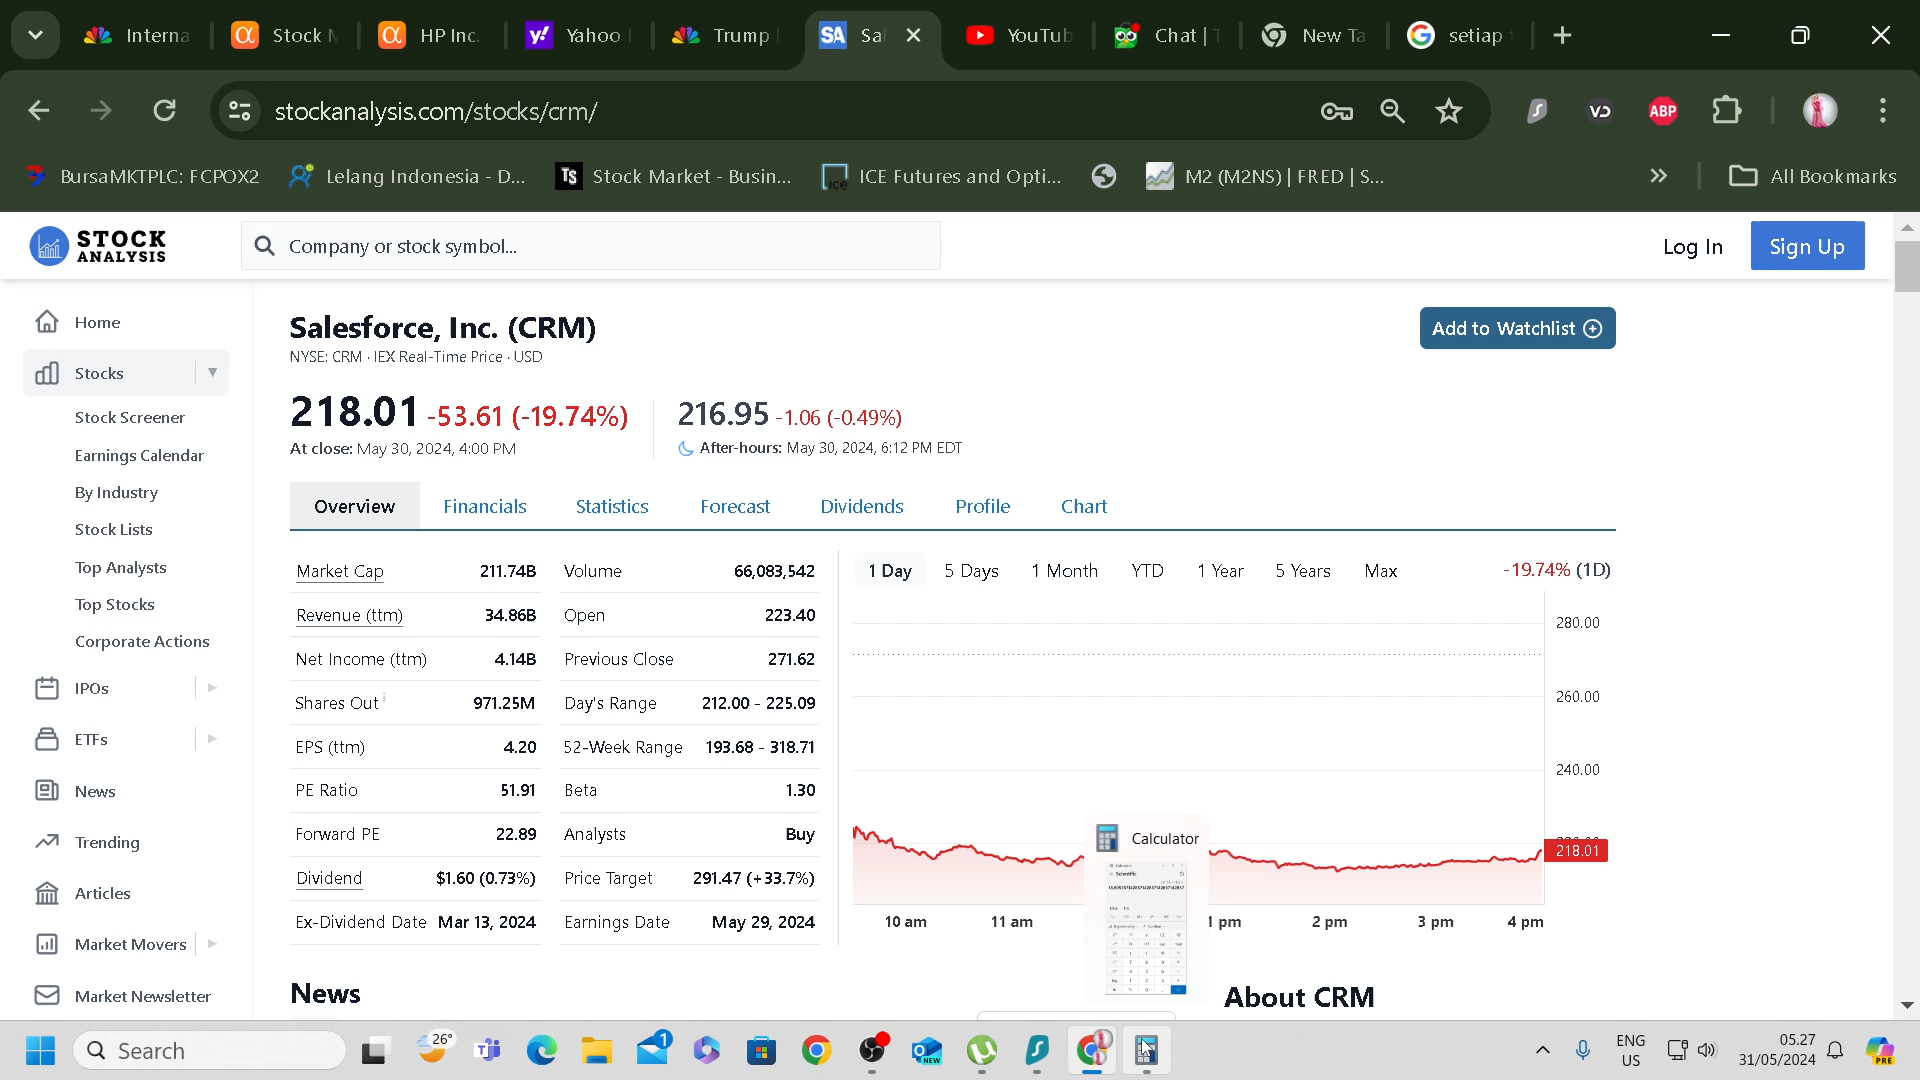 Interna
Stock M
HP Inc.
Yahoo
Trump
SA Sal
YouTub
Chat | T
New Ta
setiap
stockanalysis.com/stocks/crm/
VD
ABP
BursaMKTPLC: FCPOX2
Lelang Indonesia - D...
TS Stock Market - Busin...
ICE Futures and Opti...
M2 (M2NS) | FRED | S...
All Bookmarks
STOCK
ANALYSIS
Company or stock symbol...
Log In
Sign Up
Home
Stocks
Stock Screener
Earnings Calendar
By Industry
Stock Lists
Top Analysts
Top Stocks
Corporate Actions
IPOs
ETFs
News
Trending
Articles
Market Movers
Market Newsletter
Salesforce, Inc. (CRM)
NYSE: CRM · IEX Real-Time Price · USD
Add to Watchlist
218.01 -53.61 (-19.74%)
At close: May 30, 2024, 4:00 PM
216.95 -1.06 (-0.49%)
After-hours: May 30, 2024, 6:12 PM EDT
Overview Financials Statistics Forecast Dividends Profile Chart
Market Cap 211.74B
Revenue (ttm) 34.86B
Net Income (ttm) 4.14B
Shares Out 971.25M
EPS (ttm) 4.20
PE Ratio 51.91
Forward PE 22.89
Dividend $1.60 (0.73%)
Ex-Dividend Date Mar 13, 2024
Volume 66,083,542
Open 223.40
Previous Close 271.62
Day's Range 212.00 - 225.09
52-Week Range 193.68 - 318.71
Beta 1.30
Analysts Buy
Price Target 291.47 (+33.7%)
Earnings Date May 29, 2024
1 Day 5 Days 1 Month YTD 1 Year 5 Years Max
-19.74% (1D)
280.00
260.00
240.00
218.01
10 am 11 am 1 pm 2 pm 3 pm 4 pm
Calculator
Calculator
Scientific
News
About CRM
Search
26°
1
NEW
ENG
US
05.27
31/05/2024
PRE